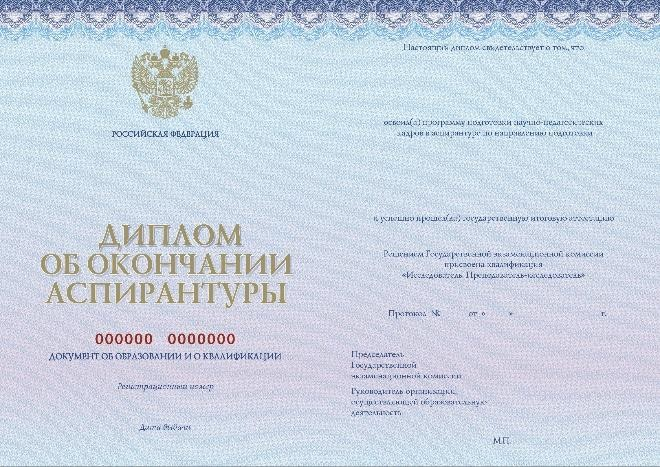 РОССИЙСКАЯ ФЕДЕРАЦИЯ
ДИПЛОМ
ОБ ОКОНЧАНИИ
АСПИРАНТУРЫ
000000 0000000
ДОКУМЕНТ ОБ ОБРАЗОВАНИИ И О КВАЛИФИКАЦИИ
Регистрационный номер
Дата выдачи
Настоящий диплом свидетельствует о том, что
освоил(а) программу подготовки научно-педагогических
кадров в аспирантуре по направлению подготовки
и успешно прошел(ла) государственную итоговую аттестацию
Решением Государственной экзаменационной комиссии
присвоена квалификация
«Исследователь. Преподаватель-исследователь»
Протокол № от « » г.
Председатель
Государственной
экзаменационной комиссии
Руководитель организации,
осуществляющей образовательную
деятельность
М.П.